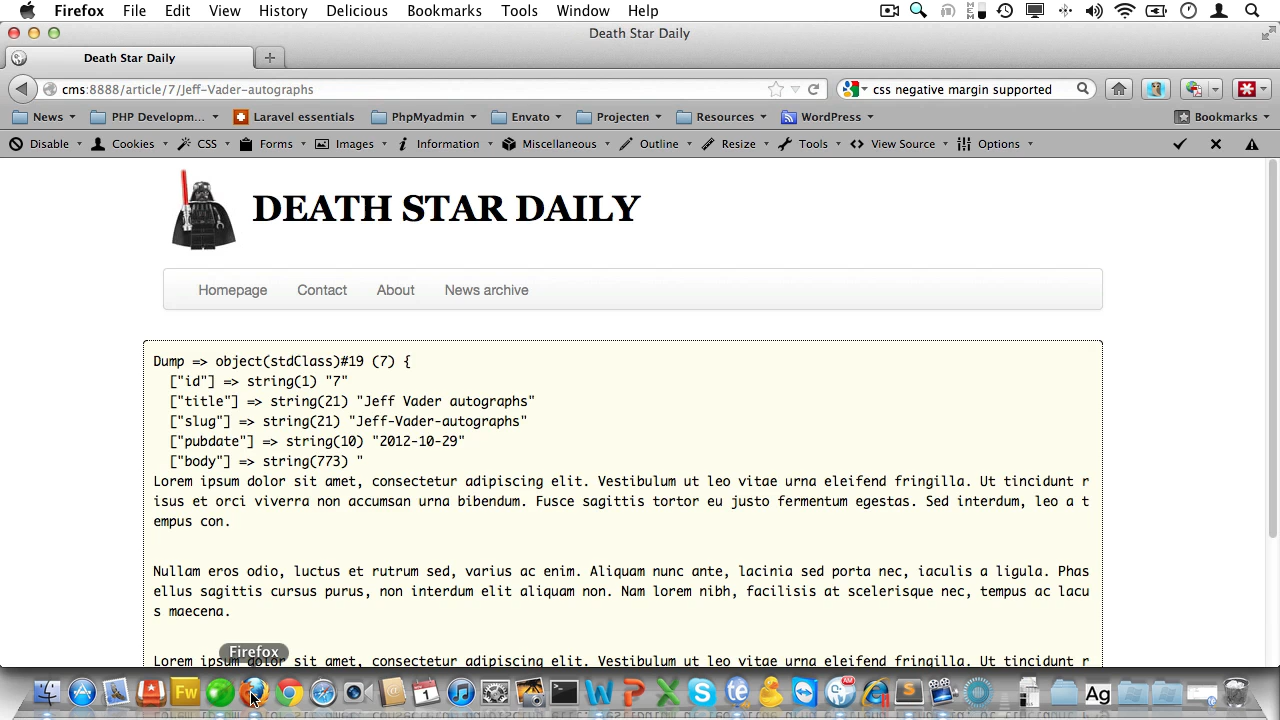 Firefox File Edit View History Delicious Bookmarks Tools Window Help
Death Star Daily
Death Star Daily
cms:8888/article/7/Jeff-Vader-autographs
css negative margin supported
News PHP Developm... Laravel essentials PhpMyadmin Envato Projecten Resources WordPress Bookmarks
Disable Cookies CSS Forms Images Information Miscellaneous Outline Resize Tools View Source Options
DEATH STAR DAILY
Homepage Contact About News archive
Dump => object(stdClass)#19 (7) {
["id"] => string(1) "7"
["title"] => string(21) "Jeff Vader autographs"
["slug"] => string(21) "Jeff-Vader-autographs"
["pubdate"] => string(10) "2012-10-29"
["body"] => string(773) "
Lorem ipsum dolor sit amet, consectetur adipiscing elit. Vestibulum ut leo vitae urna eleifend fringilla. Ut tincidunt r
isus et orci viverra non accumsan urna bibendum. Fusce sagittis tortor eu justo fermentum egestas. Sed interdum, leo a t
empus con.
Nullam eros odio, luctus et rutrum sed, varius ac enim. Aliquam nunc ante, lacinia sed porta nec, iaculis a ligula. Phas
ellus sagittis cursus purus, non interdum elit aliquam non. Nam lorem nibh, facilisis at scelerisque nec, tempus ac lacu
s maecena.
Firefox
Lorem ipsum dolor sit amet, consectetur adipiscing elit. Vestibulum ut leo vitae urna eleifend fringilla. Ut tincidunt r
Fw 1 Ag